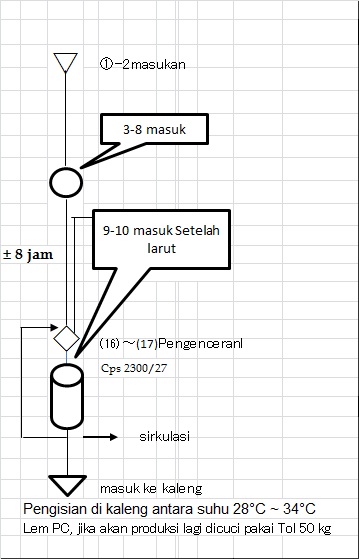 ①-2masukan
3-8 masuk
9-10 masuk Setelah
larut
± 8 jam
(16) ～(17)Pengenceranl
Cps 2300/27
sirkulasi
masuk ke kaleng
Pengisian di kaleng antara suhu 28°C ~ 34°C
Lem PC, jika akan produksi lagi dicuci pakai Tol 50 kg